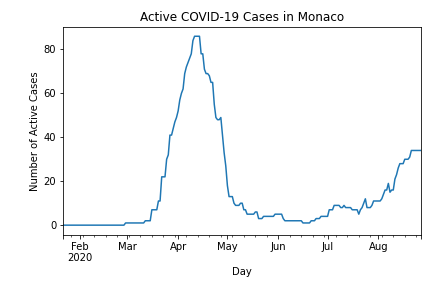 Active COVID-19 Cases in Monaco
Number of Active Cases
80
60
40
20
0
Feb Mar Apr May Jun Jul Aug
2020
Day